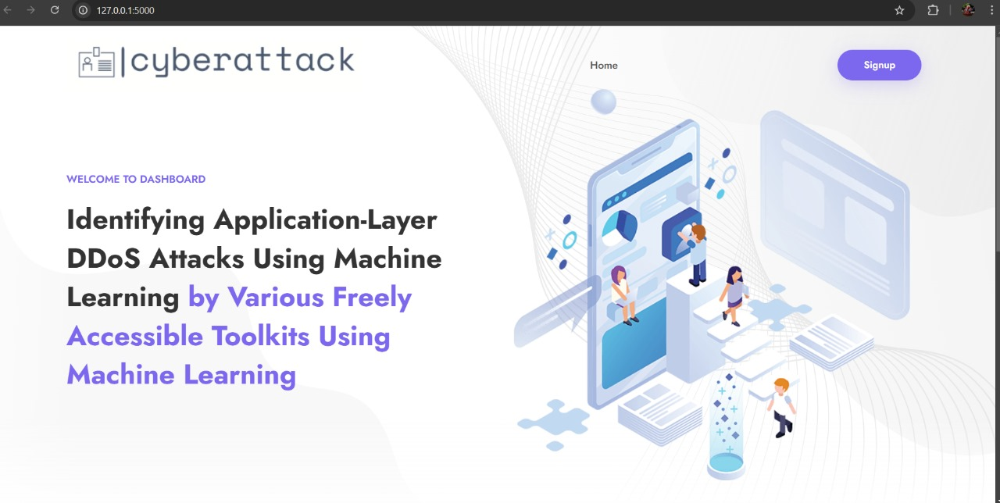 127.0.0.1:5000
|cyberattack
Home
Signup
WELCOME TO DASHBOARD
Identifying Application-Layer
DDoS Attacks Using Machine
Learning by Various Freely
Accessible Toolkits Using
Machine Learning